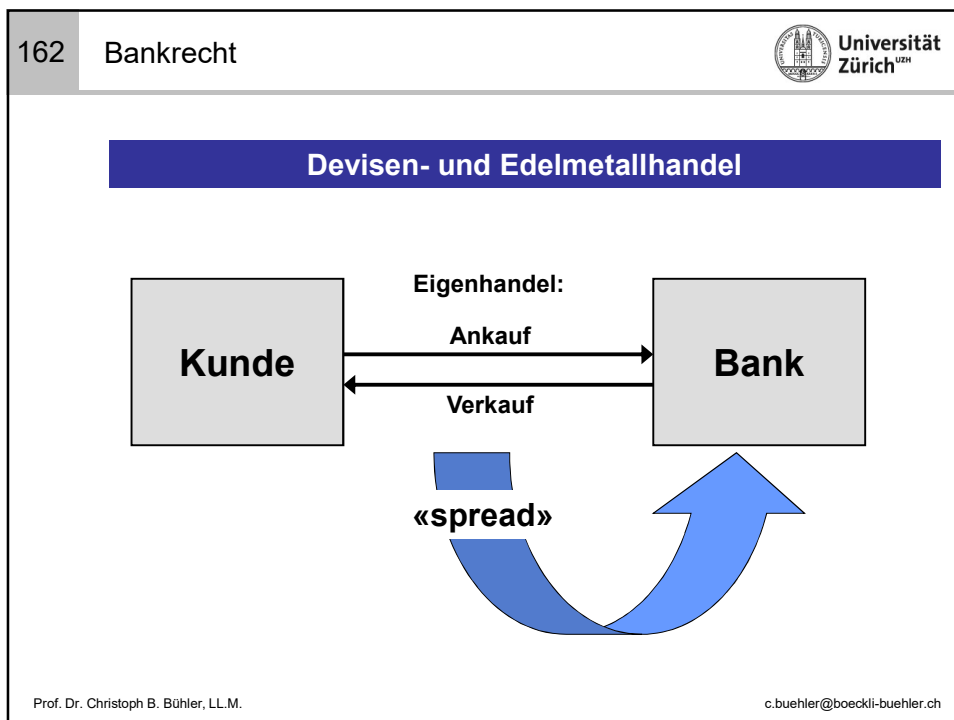 162
Bankrecht
Universität
Zürich UZH
Devisen- und Edelmetallhandel
Eigenhandel:
Ankauf
Kunde
Bank
Verkauf
«spread»
Prof. Dr. Christoph B. Bühler, LL.M.
c.buehler@boeckli-buehler.ch